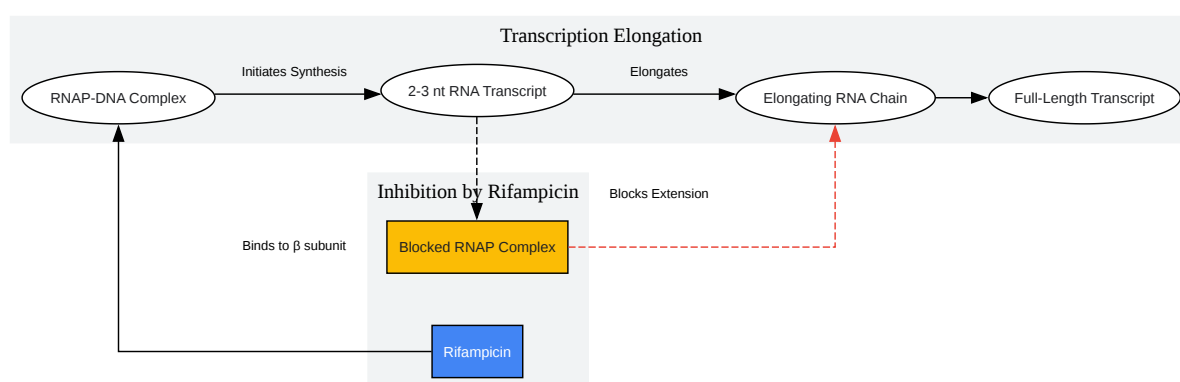 Transcription Elongation
Initiates Synthesis
Elongates
RNAP-DNA Complex
2-3 nt RNA Transcript
Elongating RNA Chain
Full-Length Transcript
Inhibition by Rifampicin
Blocks Extension
Binds to β subunit
Blocked RNAP Complex
Rifampicin